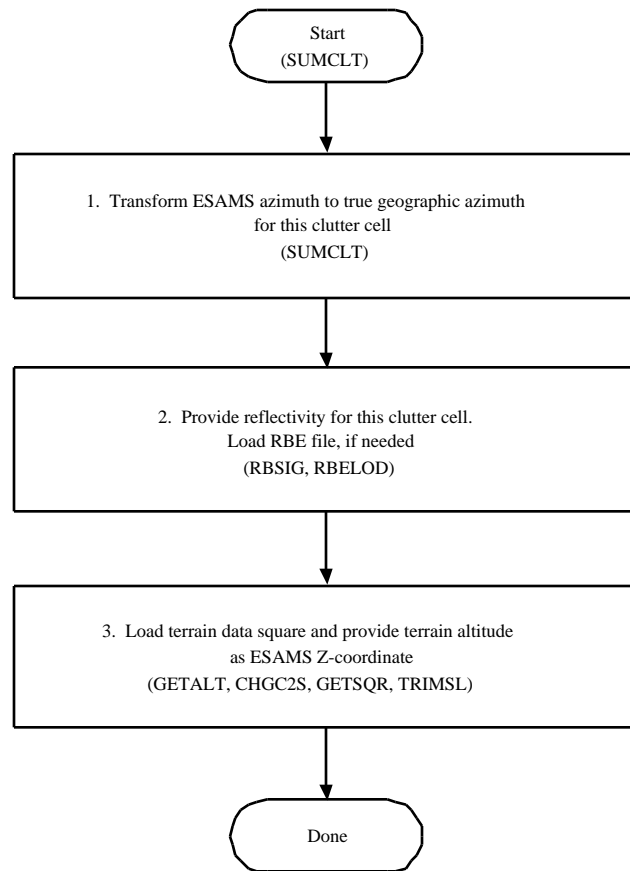 Start
(SUMCLT)
1. Transform ESAMS azimuth to true geographic azimuth
for this clutter cell
(SUMCLT)
2. Provide reflectivity for this clutter cell.
Load RBE file, if needed
(RBSIG, RBELOD)
3. Load terrain data square and provide terrain altitude
as ESAMS Z-coordinate
(GETALT, CHGC2S, GETSQR, TRIMSL)
Done